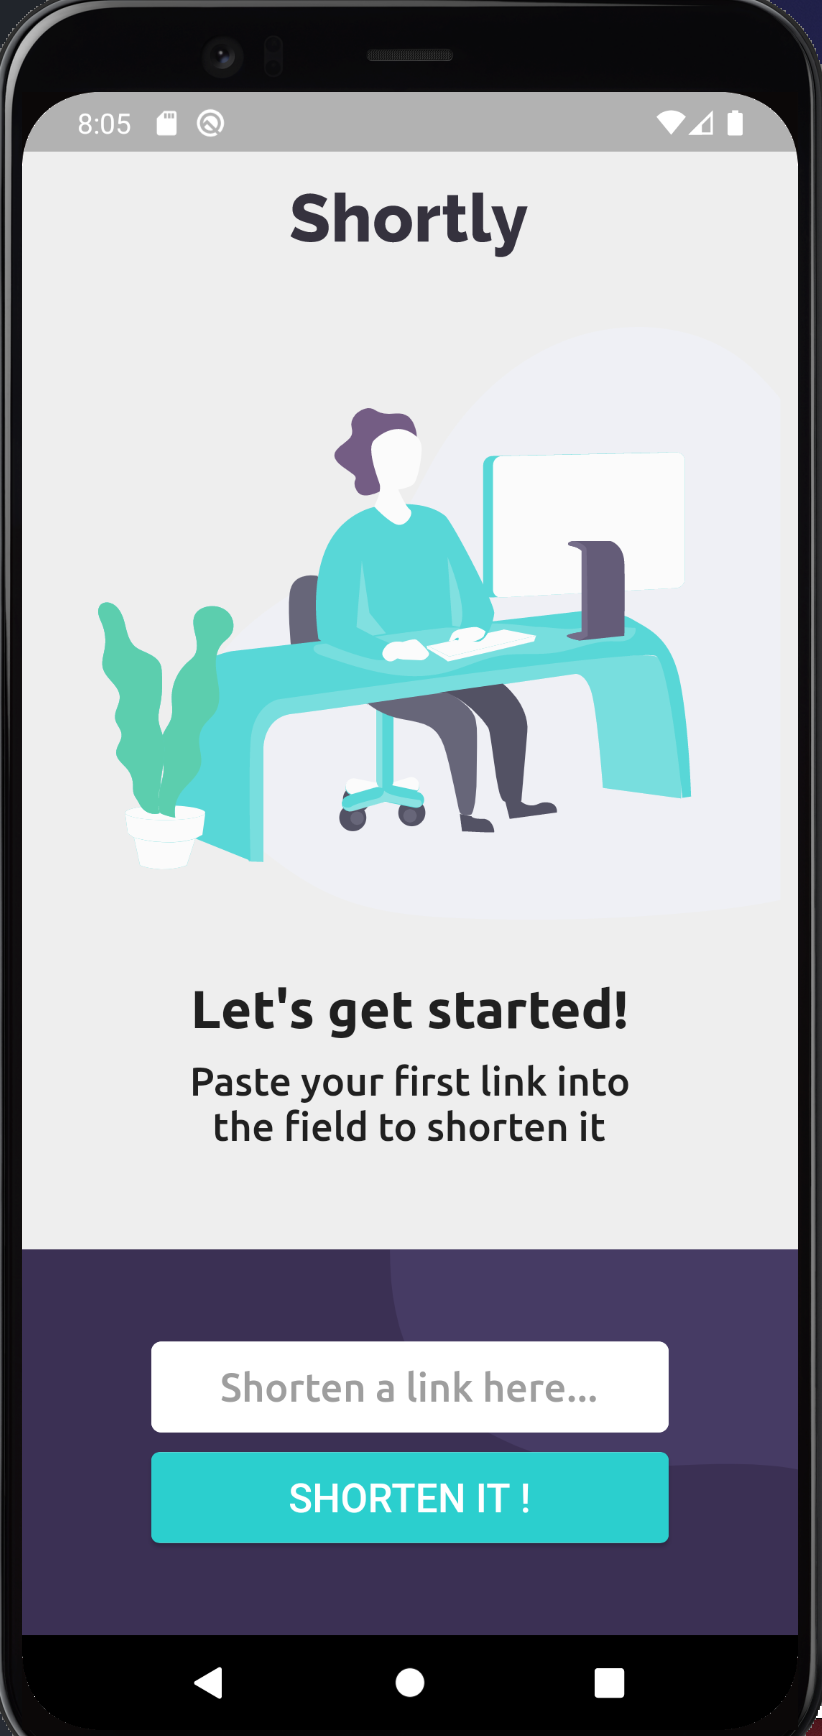 8:05
Shortly
Let's get started!
Paste your first link into
the field to shorten it
Shorten a link here...
SHORTEN IT !